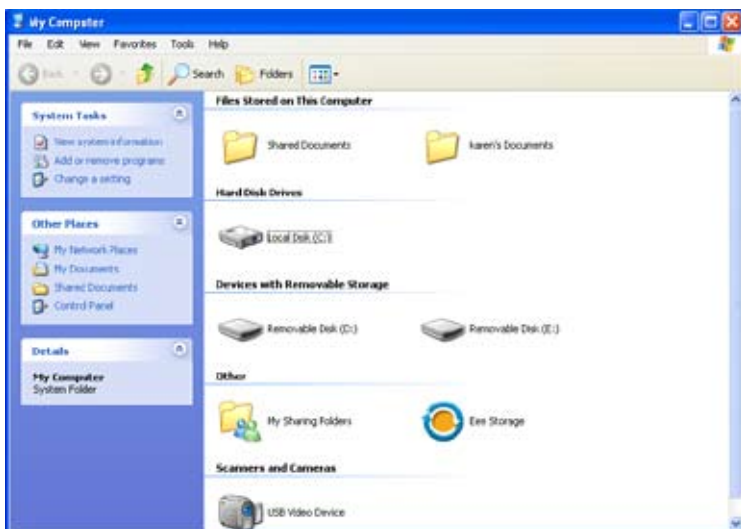 My Computer
File Edit View Favorites Tools Help
Back Search Folders
System Tasks
View system information
Add or remove programs
Change a setting
Other Places
My Network Places
My Documents
Shared Documents
Control Panel
Details
My Computer
System Folder
Files Stored on This Computer
Shared Documents karen's Documents
Hard Disk Drives
Local Disk (C:)
Devices with Removable Storage
Removable Disk (D:) Removable Disk (E:)
Other
My Sharing Folders Eee Storage
Scanners and Cameras
USB Video Device